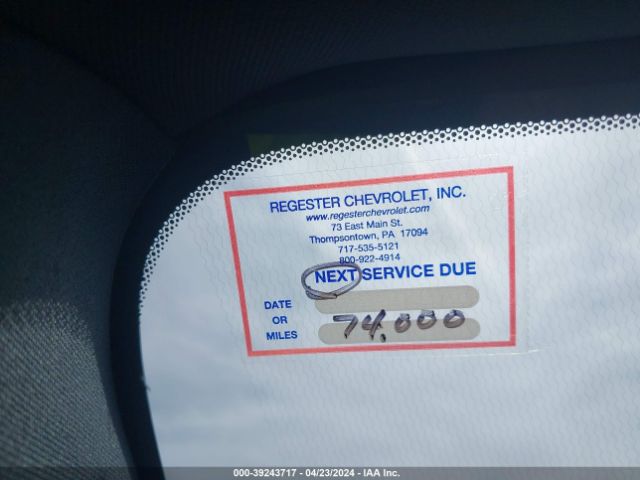 REGESTER CHEVROLET, INC.
www.regesterchevrolet.com
73 East Main St.
Thompsontown, PA 17094
717-535-5121
800-922-4914
NEXT SERVICE DUE
DATE
OR
MILES 74,000
000-39243717 - 04/23/2024 - IAA Inc.